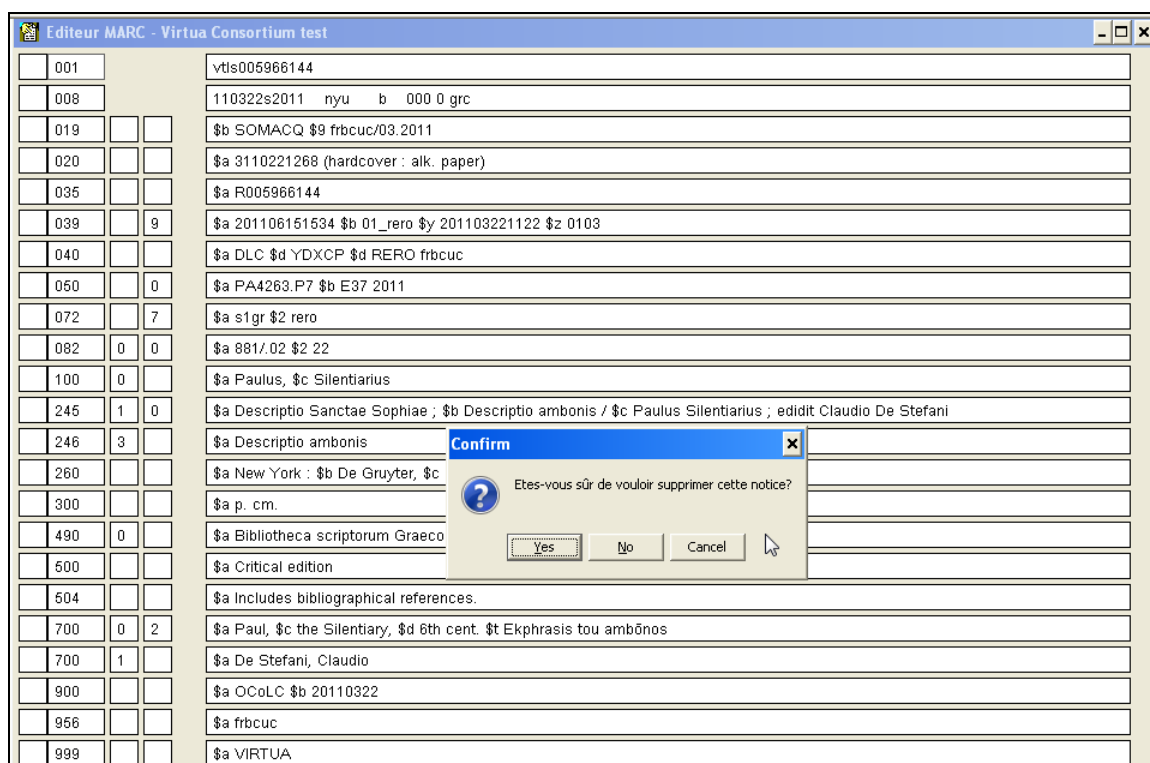 Editeur MARC - Virtua Consortium test
001 vtls005966144
008 110322s2011 nyu b 000 0 grc
019 $b SOMACQ $9 frbcuc/03.2011
020 $a 3110221268 (hardcover : alk. paper)
035 $a R005966144
039 9 $a 201106151534 $b 01_rero $y 201103221122 $z 0103
040 $a DLC $d YDXCP $d RERO frbcuc
050 0 $a PA4263.P7 $b E37 2011
072 7 $a s1gr $2 rero
082 0 0 $a 881/.02 $2 22
100 0 $a Paulus, $c Silentiarius
245 1 0 $a Descriptio Sanctae Sophiae ; $b Descriptio ambonis / $c Paulus Silentiarius ; edidit Claudio De Stefani
246 3 $a Descriptio ambonis
260 $a New York : $b De Gruyter, $c
300 $a p. cm.
490 0 $a Bibliotheca scriptorum Graeco
500 $a Critical edition
504 $a Includes bibliographical references.
700 0 2 $a Paul, $c the Silentiary, $d 6th cent. $t Ekphrasis tou ambōnos
700 1 $a De Stefani, Claudio
900 $a OCoLC $b 20110322
956 $a frbcuc
999 $a VIRTUA
Confirm
Etes-vous sûr de vouloir supprimer cette notice?
Yes No Cancel